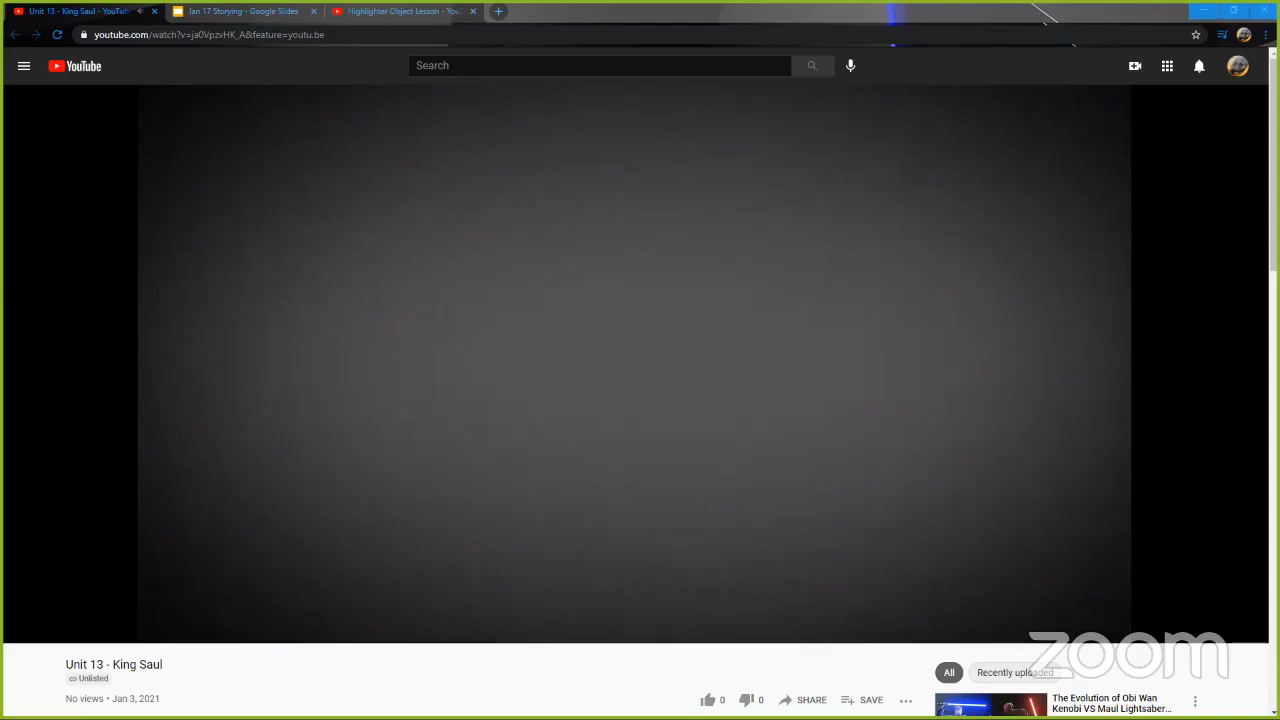 Unit 13 - King Saul - YouTub
Jan 17 Storying - Google Slides
Highlighter Object Lesson - YouT
youtube.com/watch?v=ja0VpzvHK_A&feature=youtu.be
YouTube
Search
Unit 13 - King Saul
Unlisted
No views • Jan 3, 2021
0
0
SHARE
SAVE
All
Recently uploaded
The Evolution of Obi Wan
Kenobi VS Maul Lightsaber...
zoom